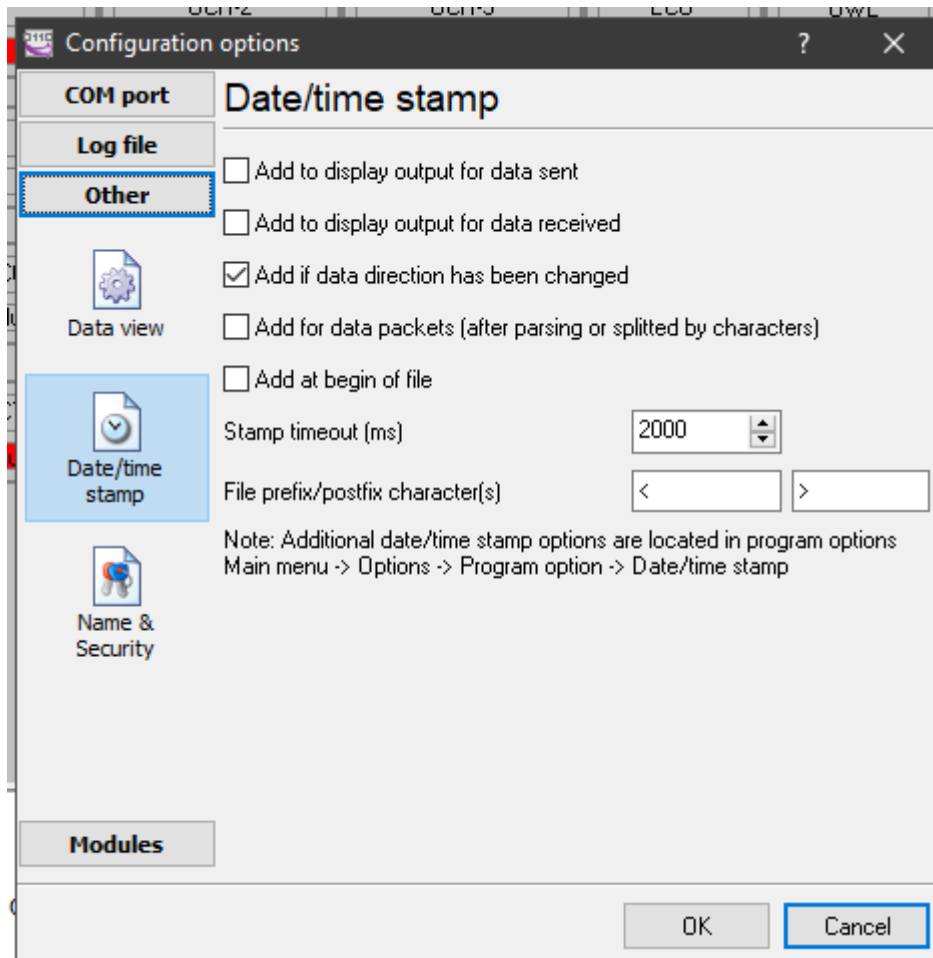 Configuration options
?
COM port
Date/time stamp
Log file
Add to display output for data sent
Other
Add to display output for data received
Add if data direction has been changed
Data view
Add for data packets (after parsing or splitted by characters)
Add at begin of file
Stamp timeout (ms)
2000
Date/time
stamp
File prefix/postfix character(s)
<
>
Note: Additional date/time stamp options are located in program options
Main menu -> Options -> Program option -> Date/time stamp
Name &
Security
Modules
OK
Cancel